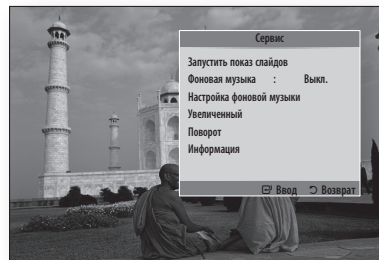 Сервис
Запустить показ слайдов
Фоновая музыка : Выкл.
Настройка фоновой музыки
Увеличенный
Поворот
Информация
Ввод Возврат